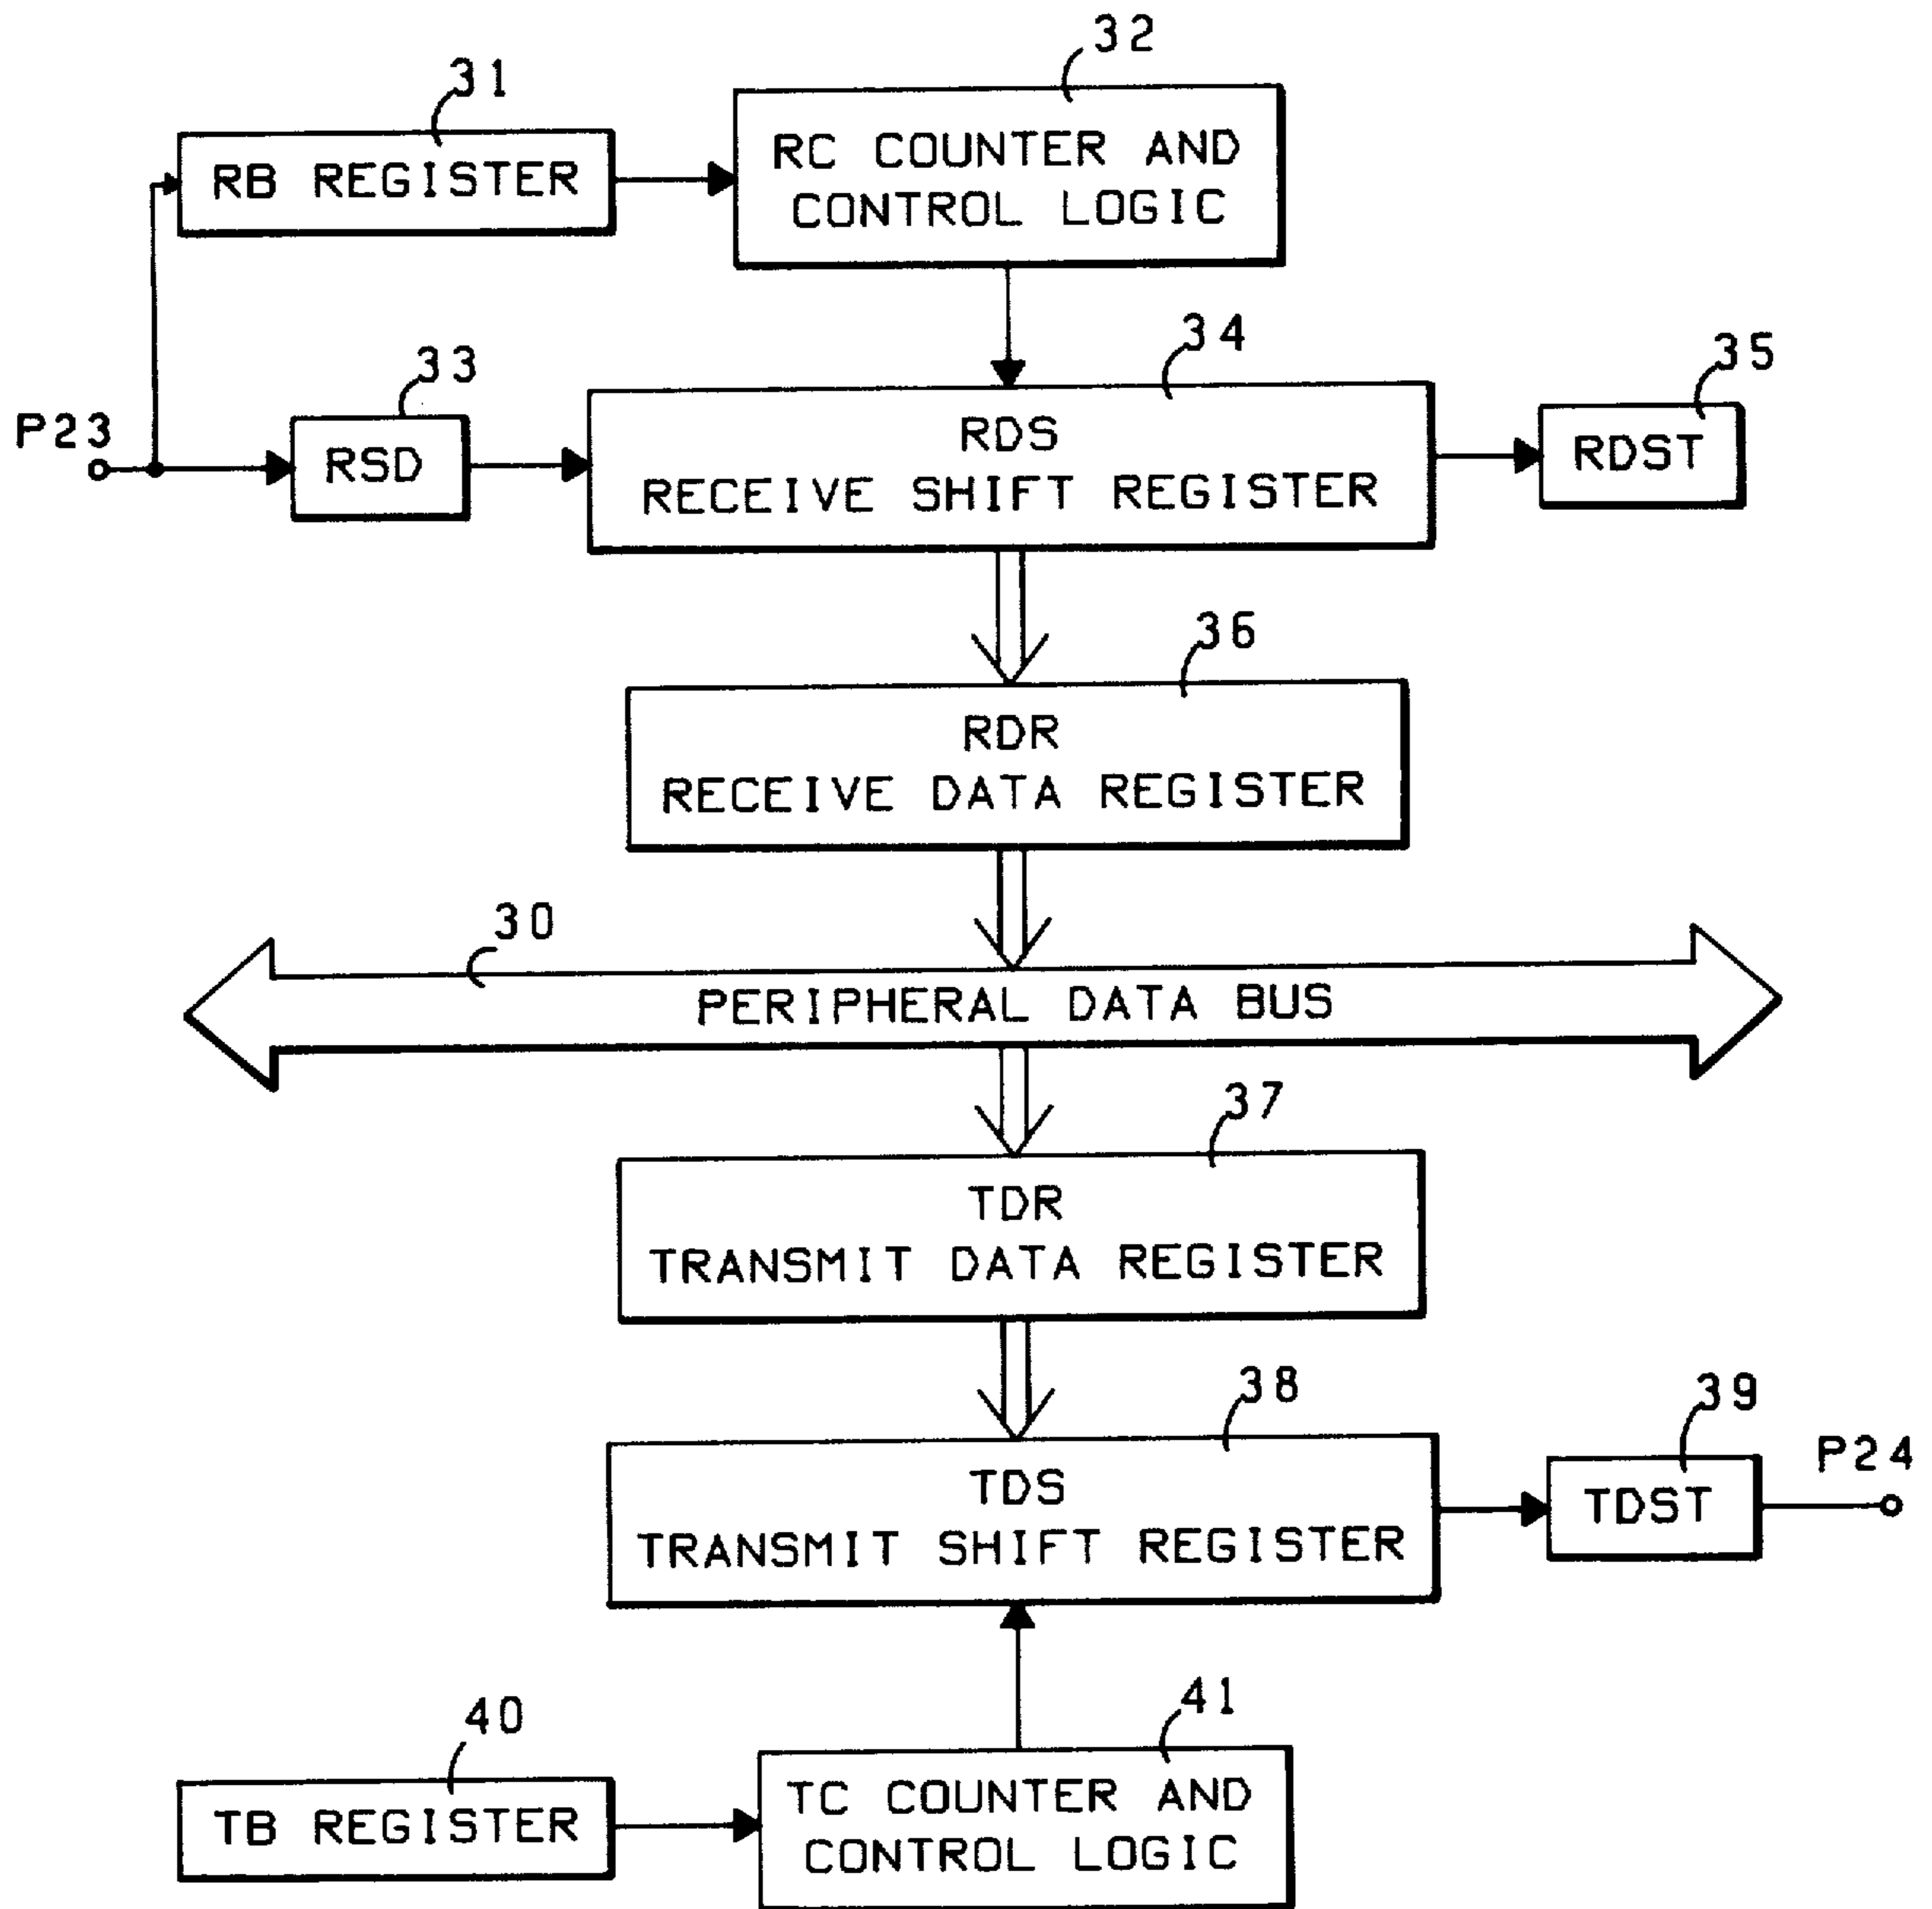 32
31
RC COUNTER AND
CONTROL LOGIC
RB REGISTER
34
35
33
P23
RSD
RDS
RECEIVE SHIFT REGISTER
RDST
36
RDR
RECEIVE DATA REGISTER
30
PERIPHERAL DATA BUS
37
TDR
TRANSMIT DATA REGISTER
38
39
P24
TDS
TRANSMIT SHIFT REGISTER
TDST
41
40
TC COUNTER AND
CONTROL LOGIC
TB REGISTER